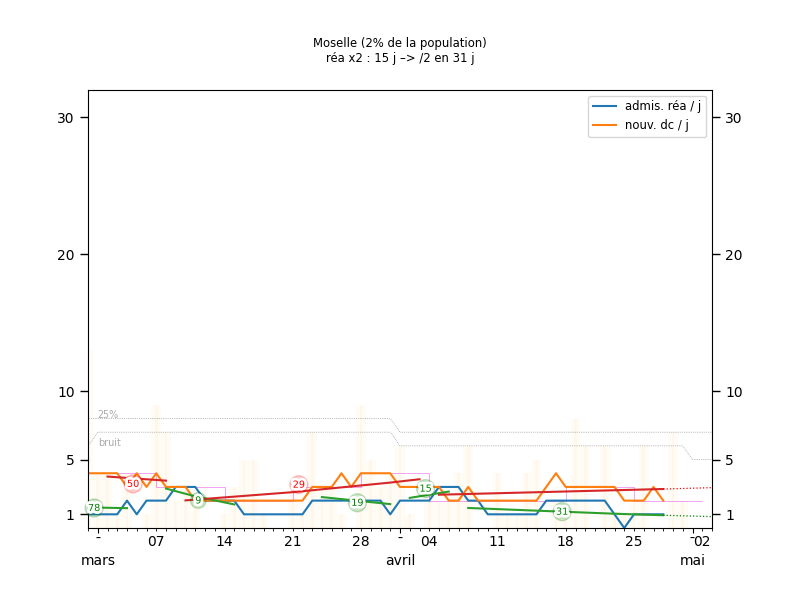 Moselle (2% de la population)
réa x2 : 15 j –> /2 en 31 j
admis. réa / j
nouv. dc / j
30
30
20
20
10
10
25%
bruit
5
5
50
29
15
9
19
78
31
1
1
- 07 14 21 28 - 04 11 18 25 - 02
mars avril mai